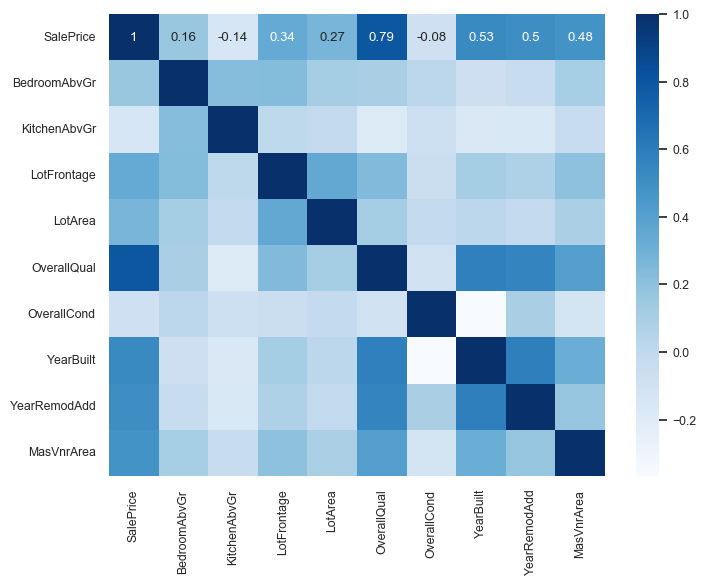 SalePrice 1 0.16 -0.14 0.34 0.27 0.79 -0.08 0.53 0.5 0.48
BedroomAbvGr
KitchenAbvGr
LotFrontage
LotArea
OverallQual
OverallCond
YearBuilt
YearRemodAdd
MasVnrArea
SalePrice
BedroomAbvGr
KitchenAbvGr
LotFrontage
LotArea
OverallQual
OverallCond
YearBuilt
YearRemodAdd
MasVnrArea
1.0
0.8
0.6
0.4
0.2
0.0
−0.2